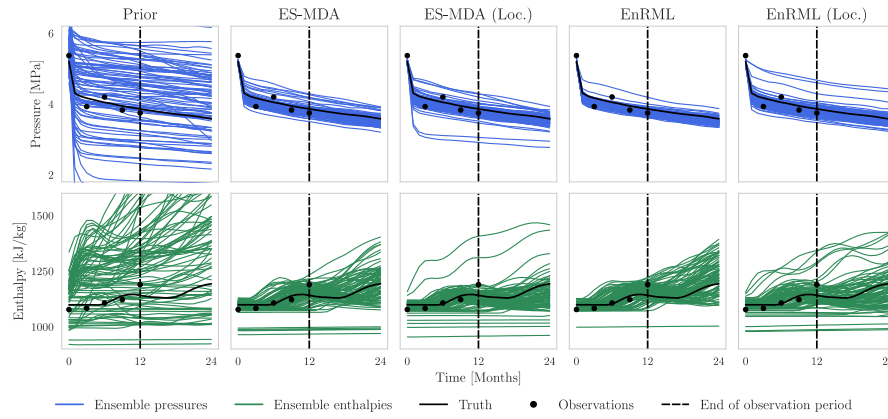 Prior ES-MDA ES-MDA (Loc.) EnRML EnRML (Loc.)
6
4
2
Pressure [MPa]
1500
1250
1000
Enthalpy [kJ/kg]
0 12 24 0 12 24 0 12 24 0 12 24 0 12 24
Time [Months]
Ensemble pressures Ensemble enthalpies Truth Observations End of observation period